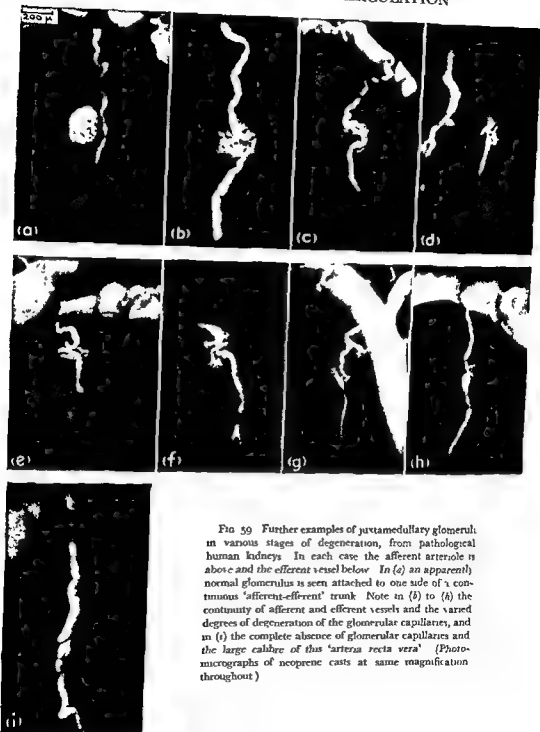 200 µ
(a)
(b)
(c)
(d)
(e)
(f)
(g)
(h)
(i)
FIG 59 Further examples of juxtamedullary glomeruli
in various stages of degeneration, from pathological
human kidneys In each case the afferent arteriole is
above and the efferent vessel below In (a) an apparently
normal glomerulus is seen attached to one side of a con-
tinuous ‘afferent-efferent’ trunk Note in (b) to (h) the
continuity of afferent and efferent vessels and the varied
degrees of degeneration of the glomerular capillaries, and
in (i) the complete absence of glomerular capillaries and
the large calibre of this ‘arteria recta vera’ (Photo-
micrographs of neoprene casts at same magnification
throughout)